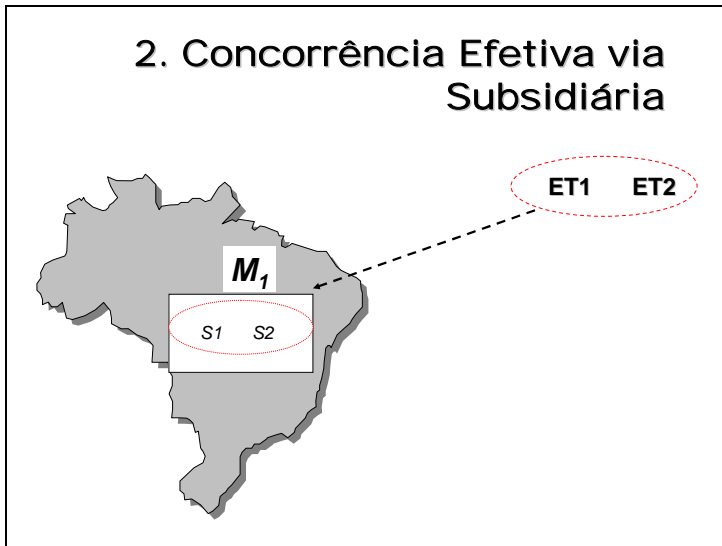 2. Concorrência Efetiva via
Subsidiária
ET1 ET2
M1
S1 S2